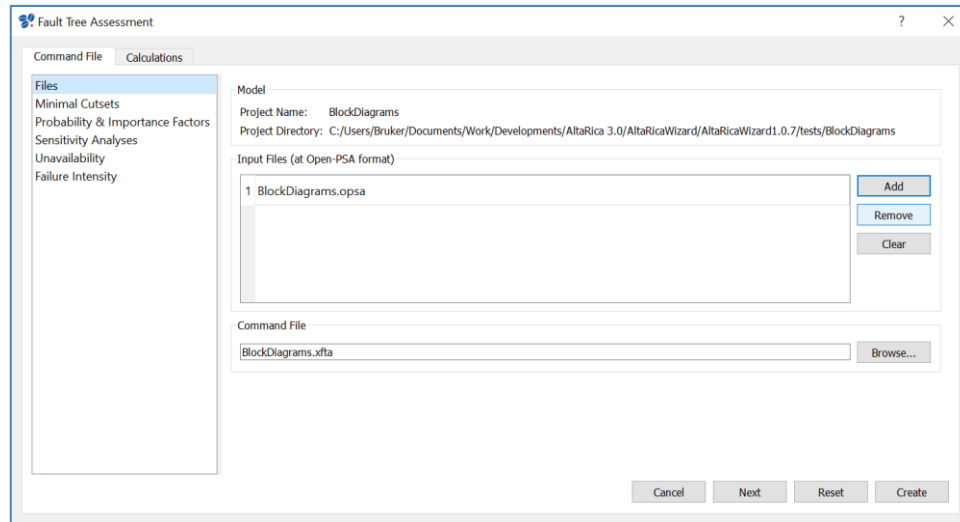 Fault Tree Assessment
?
Command File
Calculations
Files
Minimal Cutsets
Probability & Importance Factors
Sensitivity Analyses
Unavailability
Failure Intensity
Model
Project Name: BlockDiagrams
Project Directory: C:/Users/Bruker/Documents/Work/Developments/AltaRica 3.0/AltaRicaWizard/AltaRicaWizard1.0.7/tests/BlockDiagrams
Input Files (at Open-PSA format)
1 BlockDiagrams.opsa
Add
Remove
Clear
Command File
BlockDiagrams.xfta
Browse...
Cancel
Next
Reset
Create